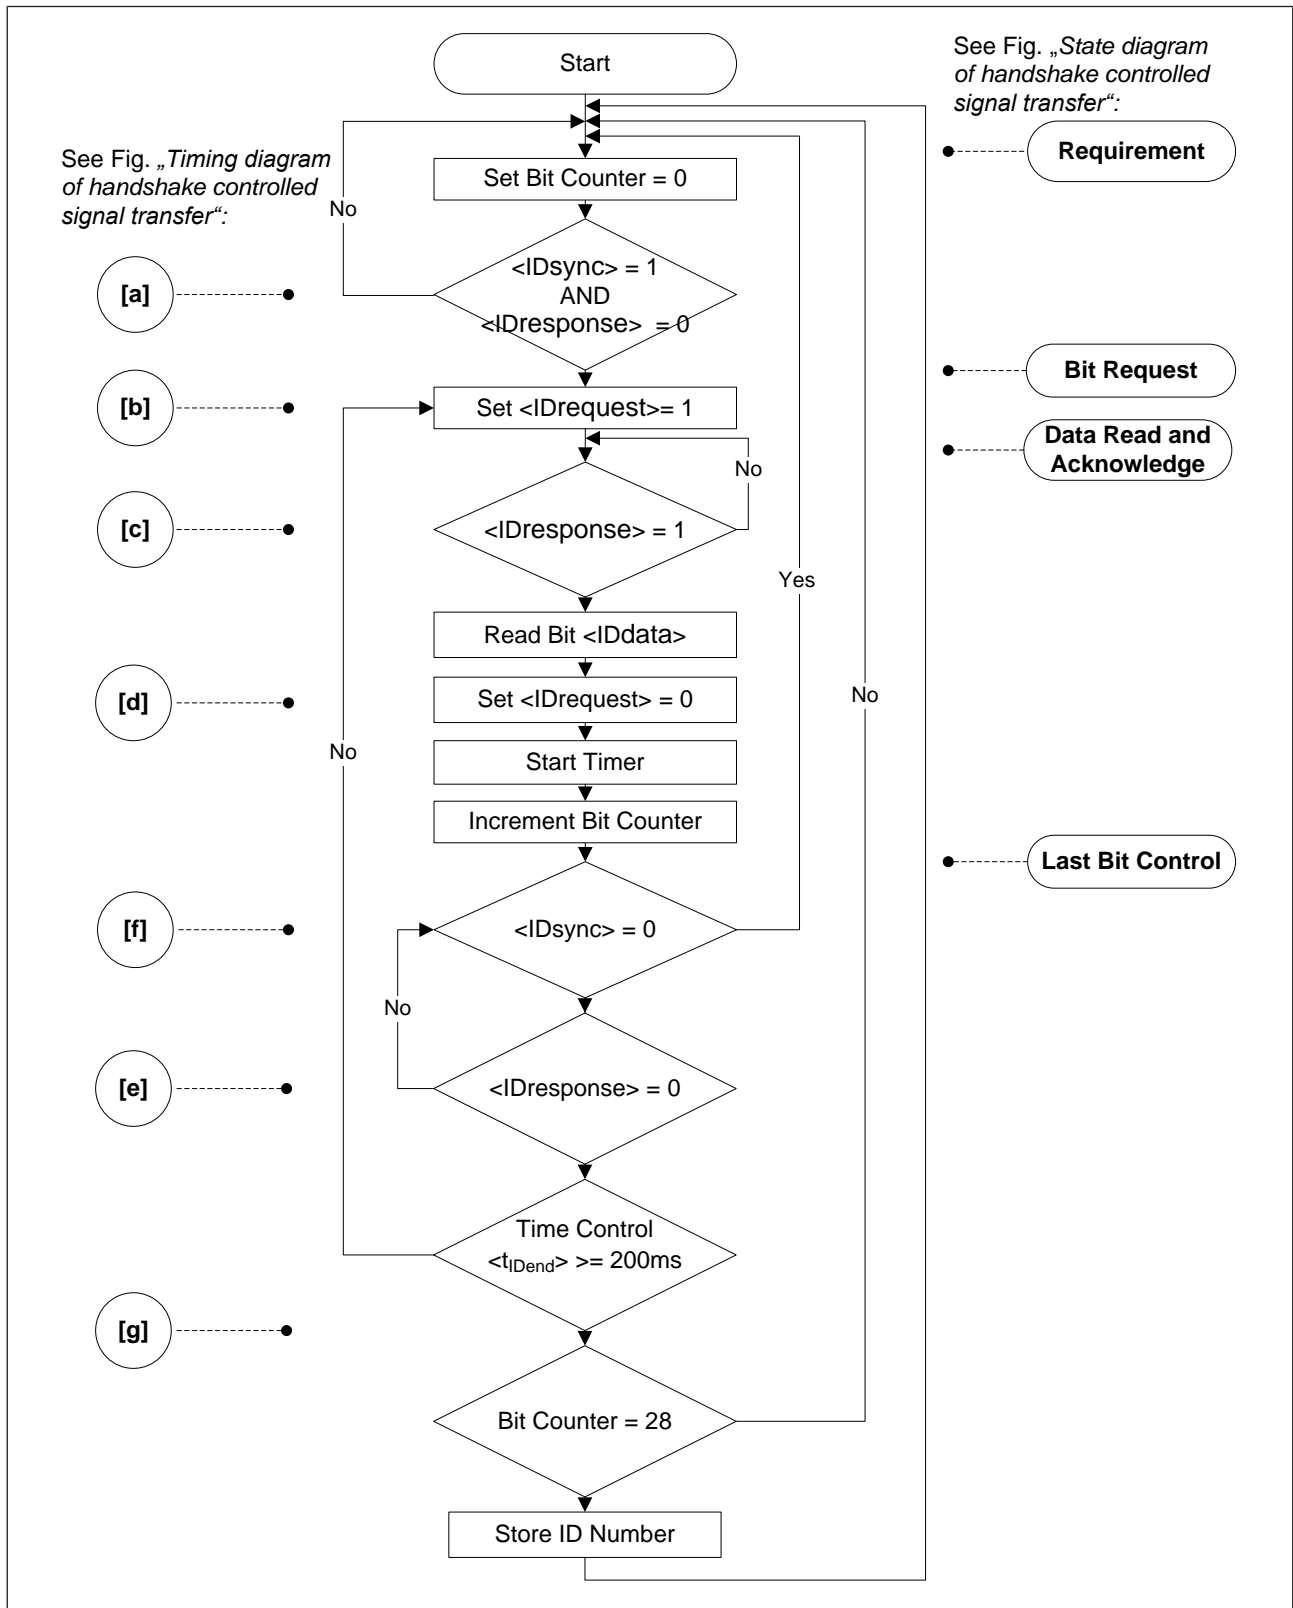 Start
See Fig. „State diagram
of handshake controlled
signal transfer“:
See Fig. „Timing diagram
of handshake controlled
signal transfer“:
Requirement
Set Bit Counter = 0
No
[a]
<IDsync> = 1
AND
<IDresponse> = 0
Bit Request
[b]
Set <IDrequest>= 1
Data Read and
Acknowledge
No
[c]
<IDresponse> = 1
Yes
Read Bit <IDdata>
[d]
Set <IDrequest> = 0
No
No
Start Timer
Increment Bit Counter
Last Bit Control
[f]
<IDsync> = 0
No
[e]
<IDresponse> = 0
Time Control
<tIDend> >= 200ms
[g]
Bit Counter = 28
Store ID Number